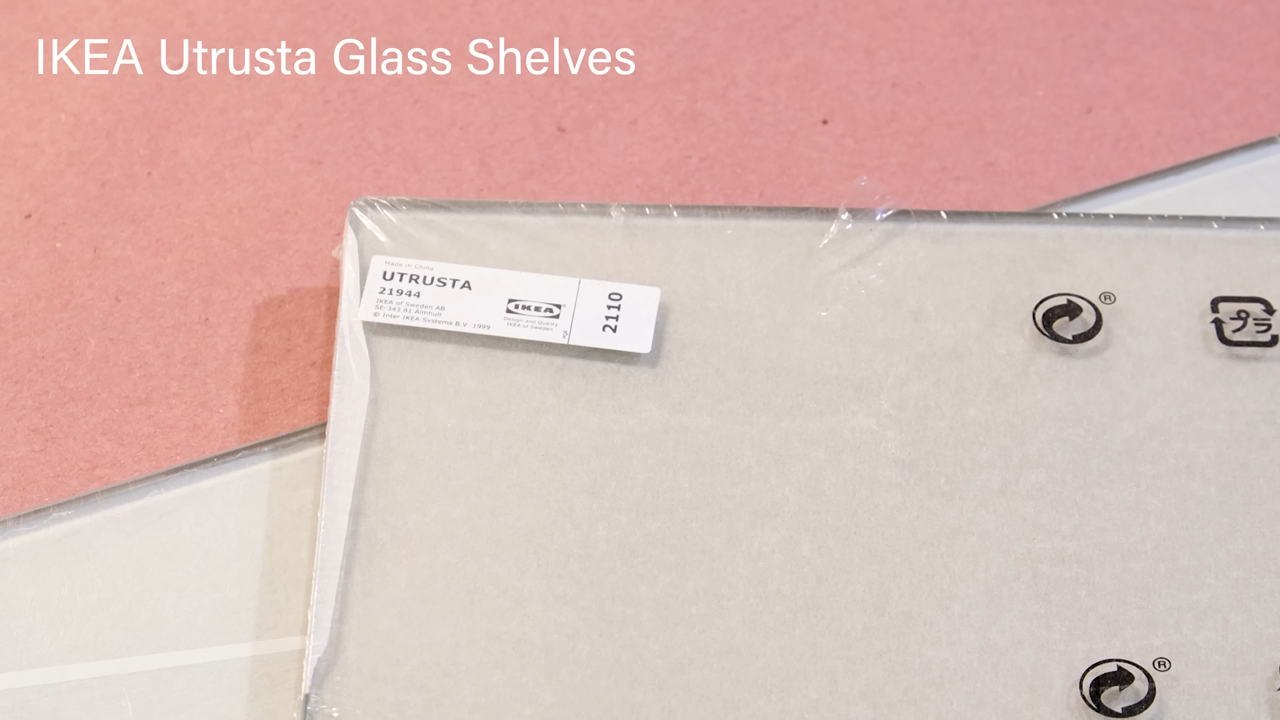 IKEA Utrusta Glass Shelves
Made in China
UTRUSTA
21944
IKEA of Sweden AB
SE-343 81 Älmhult
© Inter IKEA Systems B.V. 1999
IKEA
®
Design and Quality
IKEA of Sweden
2110
®
プラ
®